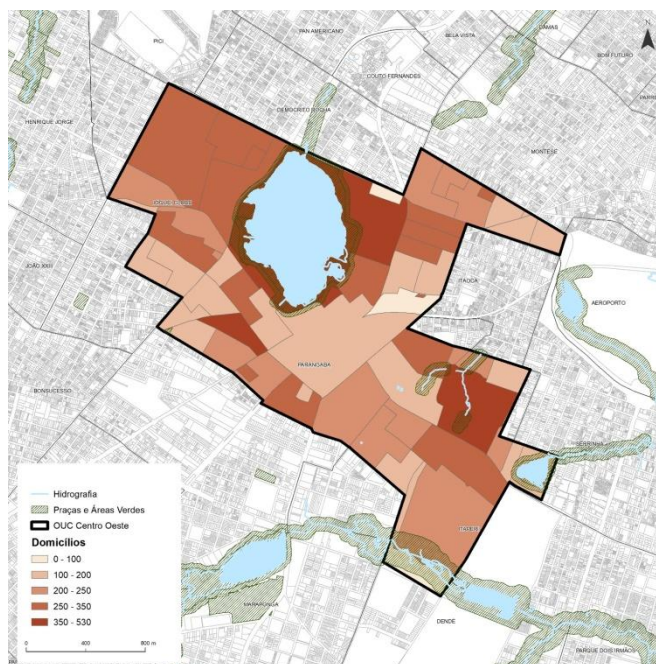 DAMAS
PAN AMERICANO
BELA VISTA
N
PICI
BOM FUTURO
COUTO FERNANDES
DEMOCRITO ROCHA
HENRIQUE JORGE
MONTESE
JOÃO XXIII
ITAOCA
AEROPORTO
PARANGABA
BONSUCESSO
SERRINHA
ITAPERI
MARAPONGA
DENDE
PARQUE DOIS IRMÃOS
Hidrografia
Praças e Áreas Verdes
OUC Centro Oeste
Domicílios
0 - 100
100 - 200
200 - 250
250 - 350
350 - 530
0 400 800 m